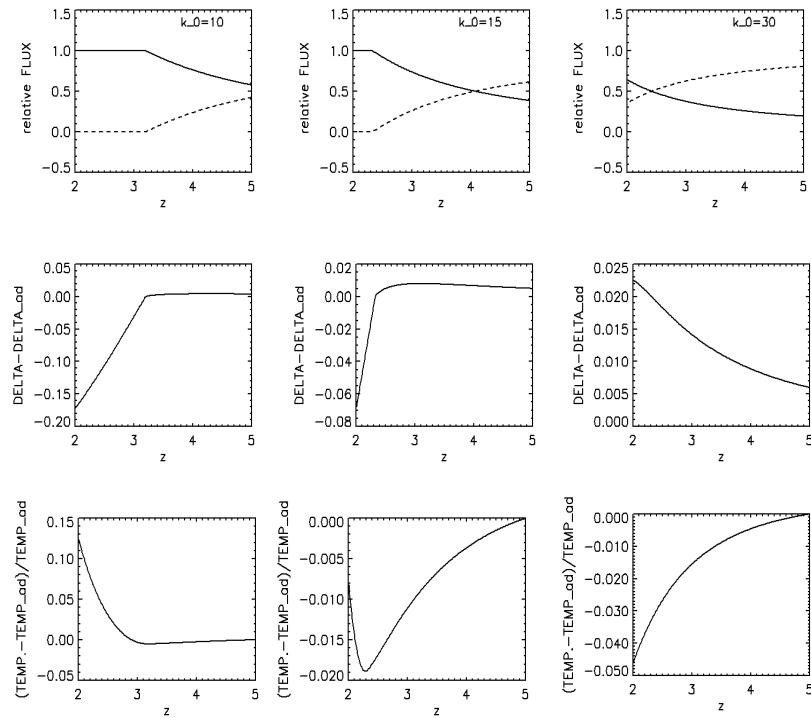 k_0=10
relative FLUX
1.5
1.0
0.5
0.0
-0.5
2 3 4 5
z
k_0=15
relative FLUX
1.5
1.0
0.5
0.0
-0.5
2 3 4 5
z
k_0=30
relative FLUX
1.5
1.0
0.5
0.0
-0.5
2 3 4 5
z
DELTA-DELTA_ad
0.05
0.00
-0.05
-0.10
-0.15
-0.20
2 3 4 5
z
DELTA-DELTA_ad
0.02
0.00
-0.02
-0.04
-0.06
-0.08
2 3 4 5
z
DELTA-DELTA_ad
0.025
0.020
0.015
0.010
0.005
0.000
2 3 4 5
z
(TEMP.-TEMP_ad)/TEMP_ad
0.15
0.10
0.05
0.00
-0.05
2 3 4 5
z
(TEMP.-TEMP_ad)/TEMP_ad
0.000
-0.005
-0.010
-0.015
-0.020
2 3 4 5
z
(TEMP.-TEMP_ad)/TEMP_ad
0.000
-0.010
-0.020
-0.030
-0.040
-0.050
2 3 4 5
z